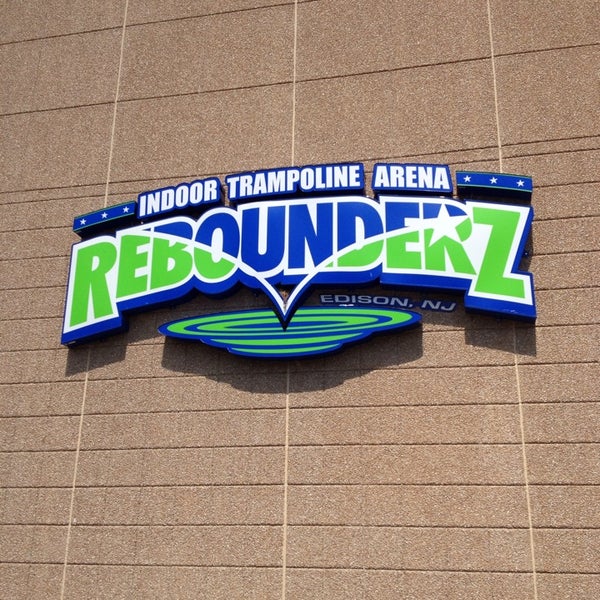 INDOOR TRAMPOLINE ARENA
REBOUNDERZ
EDISON, NJ